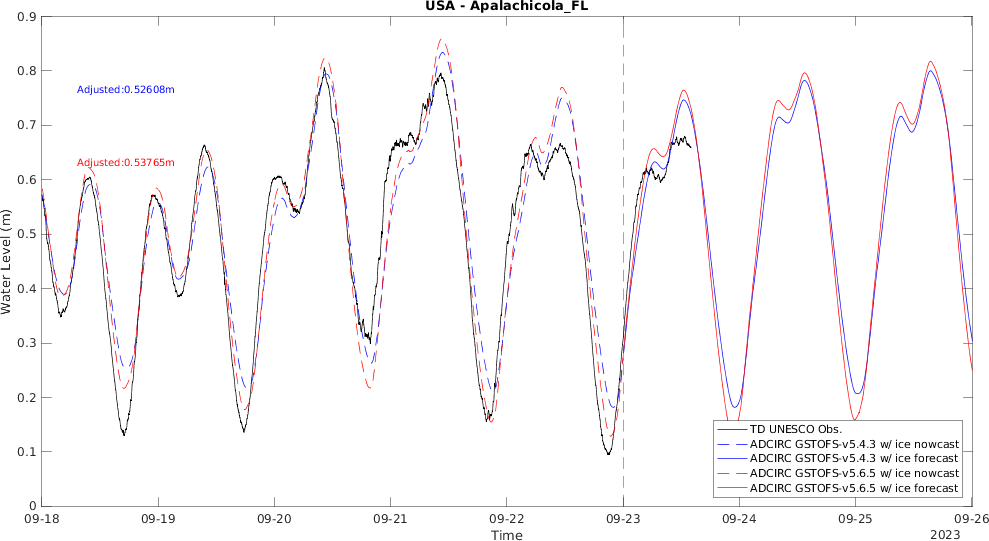 USA - Apalachicola_FL
0.9
0.8
0.7
0.6
0.5
0.4
0.3
0.2
0.1
0
Water Level (m)
Adjusted:0.52608m
Adjusted:0.53765m
TD UNESCO Obs.
ADCIRC GSTOFS-v5.4.3 w/ ice nowcast
ADCIRC GSTOFS-v5.4.3 w/ ice forecast
ADCIRC GSTOFS-v5.6.5 w/ ice nowcast
ADCIRC GSTOFS-v5.6.5 w/ ice forecast
09-18 09-19 09-20 09-21 09-22 09-23 09-24 09-25 09-26
Time
2023